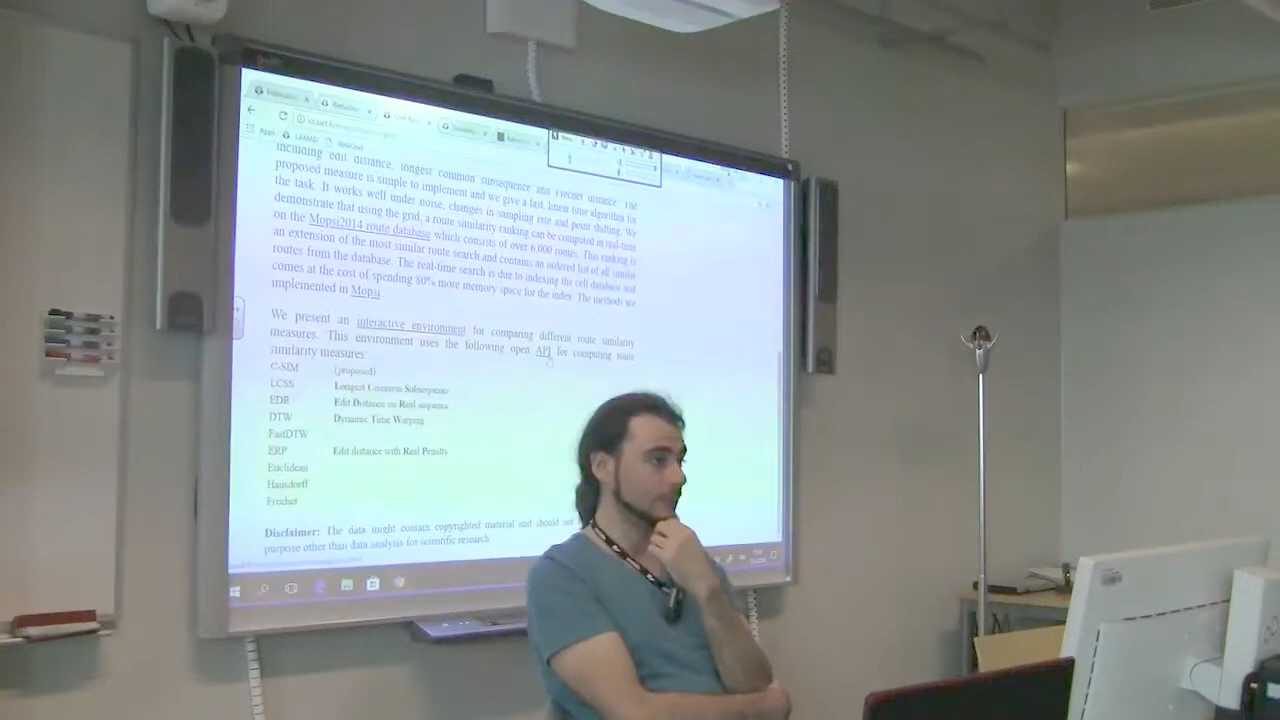 Apps LAMASI
including edit distance, longest common subsequence and Frechet distance. The
proposed measure is simple to implement and we give a fast, linear time algorithm for
the task. It works well under noise, changes in sampling rate and point shifting. We
demonstrate that using the grid, a route similarity ranking can be computed in real-time
on the Mopsi2014 route database which consists of over 6,000 routes. This ranking is
an extension of the most similar route search and contains an ordered list of all similar
routes from the database. The real-time search is due to indexing the cell database and
comes at the cost of spending 80% more memory space for the index. The methods are
implemented in Mopsi.
We present an interactive environment for comparing different route similarity
measures. This environment uses the following open API for computing route
similarity measures:
C-SIM (proposed)
LCSS Longest Common Subsequence
EDR Edit Distance on Real sequence
DTW Dynamic Time Warping
FastDTW
ERP Edit distance with Real Penalty
Euclidean
Hausdorff
Frechet
Disclaimer: The data might contain copyrighted material and should not
purpose other than data analysis for scientific research